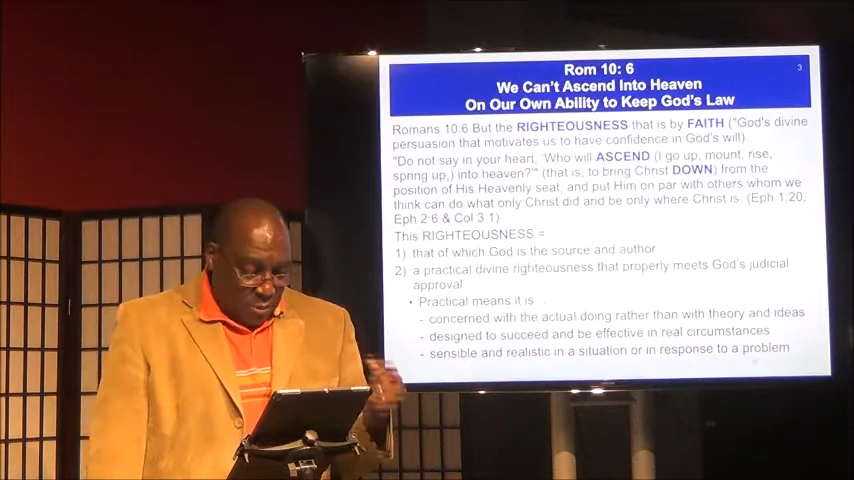 3
Rom 10: 6
We Can't Ascend Into Heaven
On Our Own Ability to Keep God's Law
Romans 10:6 But the RIGHTEOUSNESS that is by FAITH ("God's divine
persuasion that motivates us to have confidence in God's will)
"Do not say in your heart, 'Who will ASCEND (I go up, mount, rise,
spring up,) into heaven?'" (that is, to bring Christ DOWN) from the
position of His Heavenly seat, and put Him on par with others whom we
think can do what only Christ did and be only where Christ is (Eph 1:20,
Eph 2:6 & Col 3:1)
This RIGHTEOUSNESS =
1) that of which God is the source and author
2) a practical divine righteousness that properly meets God's judicial
approval
• Practical means it is
- concerned with the actual doing rather than with theory and ideas
- designed to succeed and be effective in real circumstances
- sensible and realistic in a situation or in response to a problem